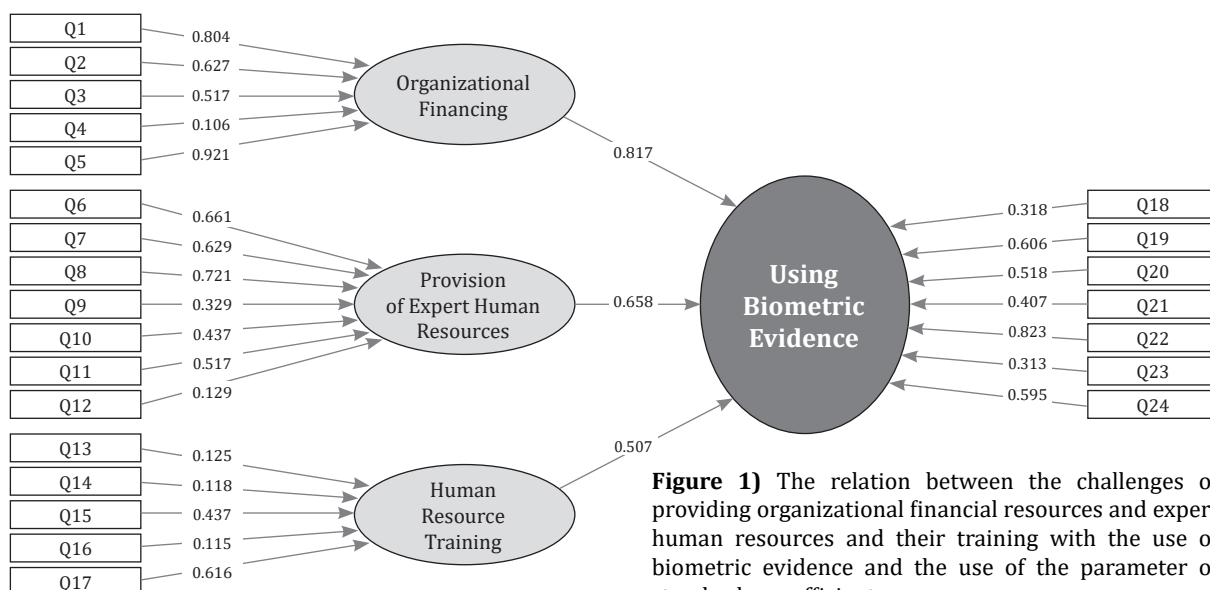 Q1
0.804
Q2
0.627
Q3
0.517
Q4
0.106
Q5
0.921
Organizational
Financing
0.817
Q6
0.661
Q7
0.629
Q8
0.721
Q9
0.329
Q10
0.437
Q11
0.517
Q12
0.129
Provision
of Expert Human
Resources
0.658
Q13
0.125
Q14
0.118
Q15
0.437
Q16
0.115
Q17
0.616
Human
Resource
Training
0.507
Using
Biometric
Evidence
0.318
Q18
0.606
Q19
0.518
Q20
0.407
Q21
0.823
Q22
0.313
Q23
0.595
Q24
Figure 1) The relation between the challenges o
providing organizational financial resources and exper
human resources and their training with the use o
biometric evidence and the use of the parameter o